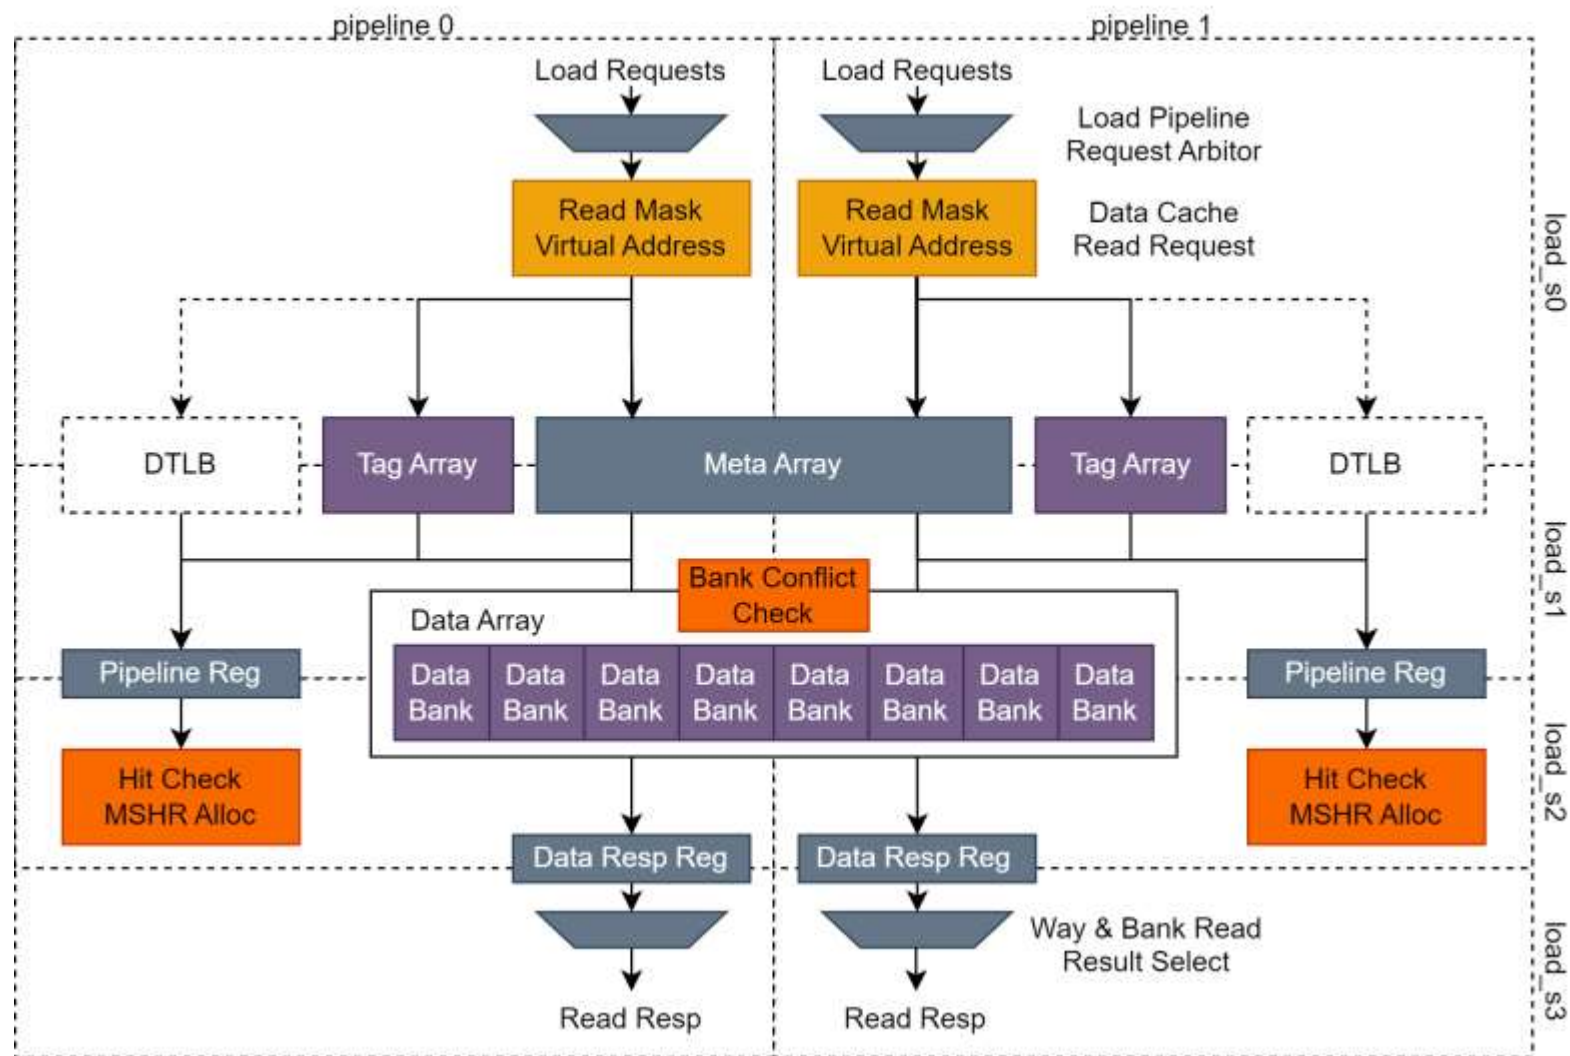 pipeline 0
pipeline 1
Load Requests
Load Requests
Load Pipeline
Request Arbitor
Read Mask
Virtual Address
Read Mask
Virtual Address
Data Cache
Read Request
load_s0
DTLB
Tag Array
Meta Array
Tag Array
DTLB
load_s1
Bank Conflict
Check
Data Array
Pipeline Reg
Data
Bank
Data
Bank
Data
Bank
Data
Bank
Data
Bank
Data
Bank
Data
Bank
Data
Bank
Pipeline Reg
load_s2
Hit Check
MSHR Alloc
Hit Check
MSHR Alloc
Data Resp Reg
Data Resp Reg
Way & Bank Read
Result Select
load_s3
Read Resp
Read Resp